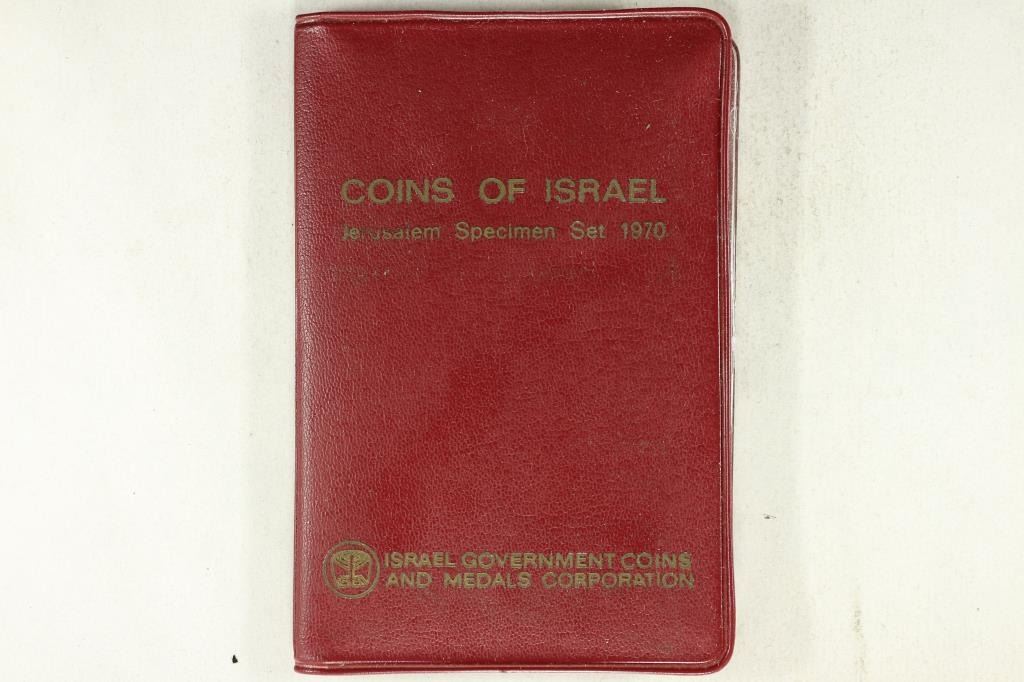 COINS OF ISRAEL
Jerusalem Specimen Set 1970
ISRAEL GOVERNMENT COINS
AND MEDALS CORPORATION